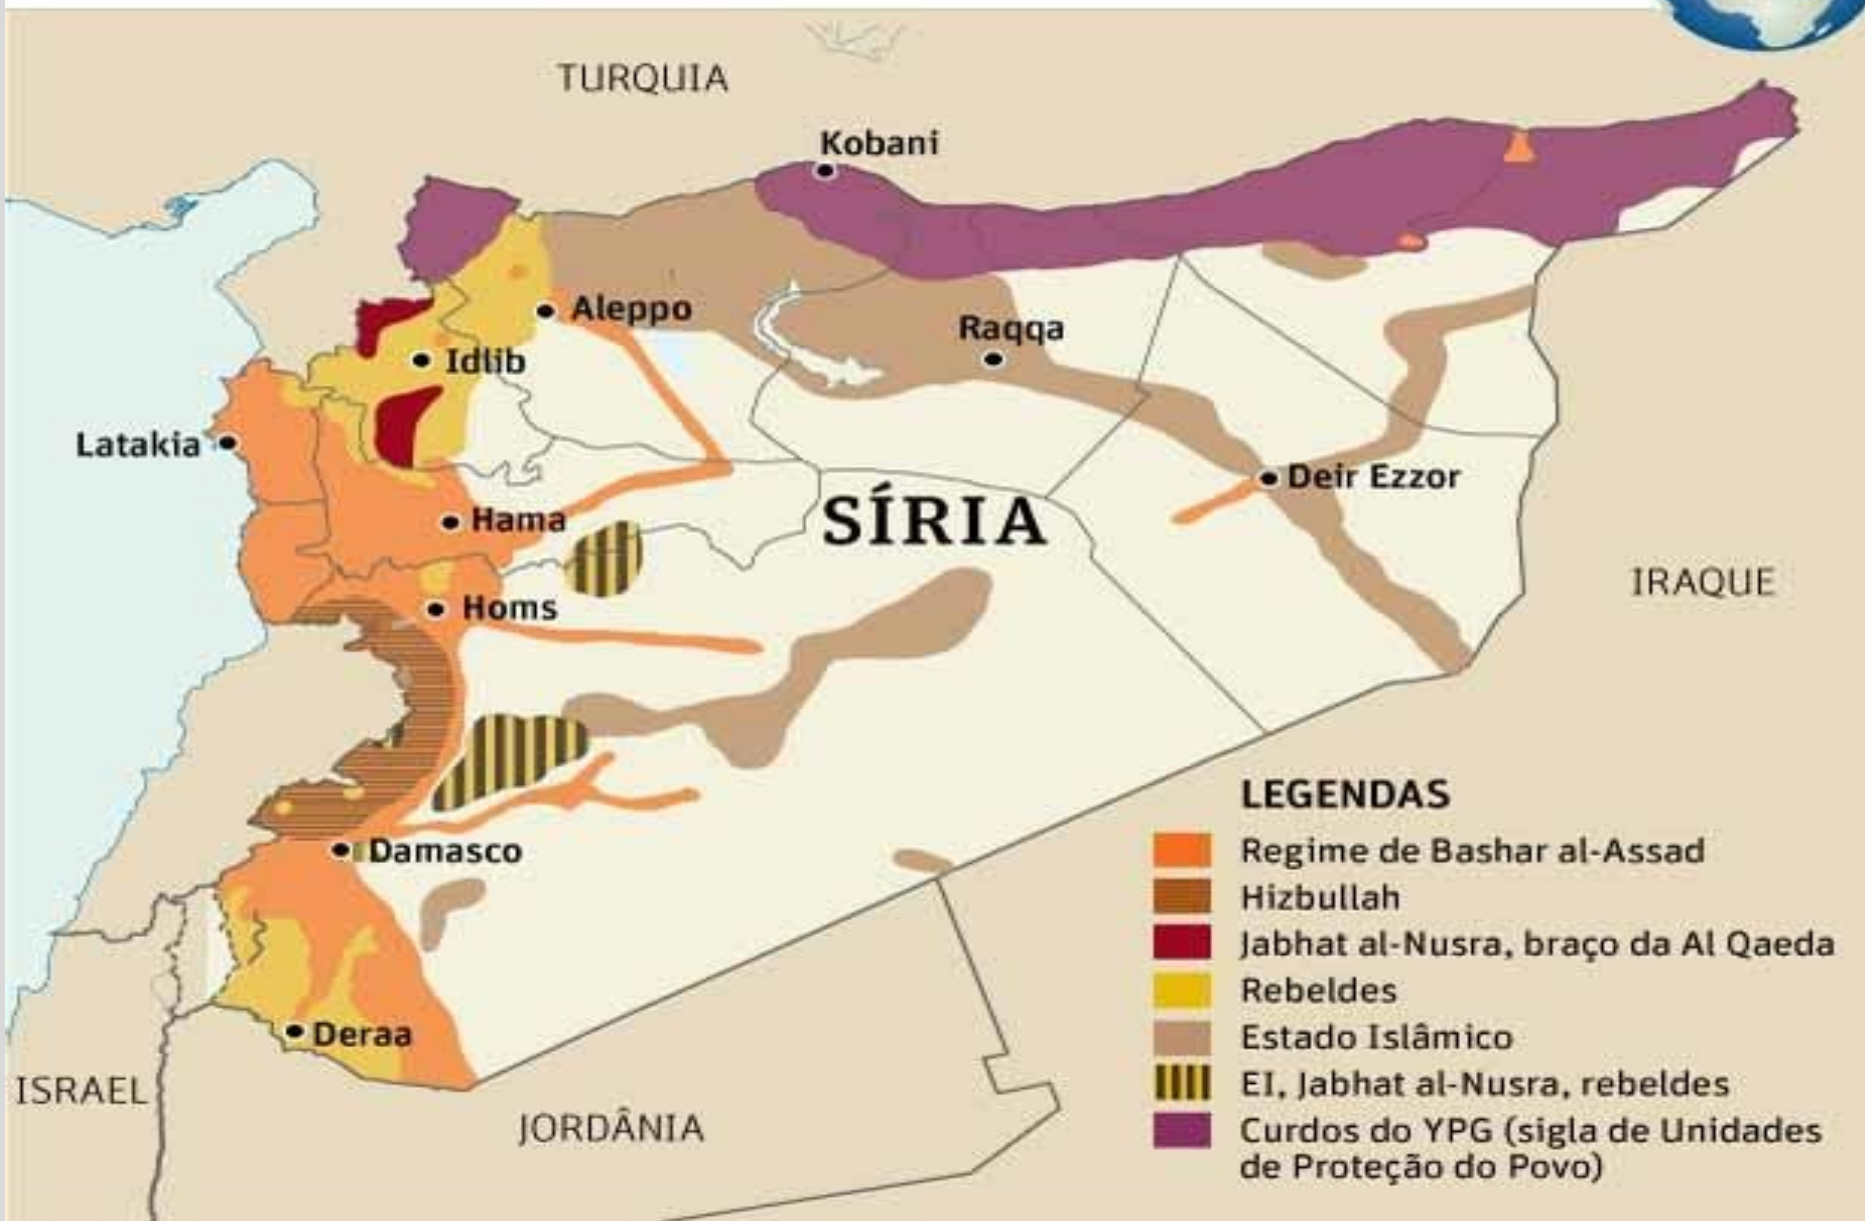 TURQUIA
Kobani
Aleppo
Raqqa
Idlib
Latakia
Deir Ezzor
SÍRIA
Hama
IRAQUE
Homs
Damasco
Deraa
ISRAEL
JORDÂNIA
LEGENDAS
Regime de Bashar al-Assad
Hizbullah
Jabhat al-Nusra, braço da Al Qaeda
Rebeldes
Estado Islâmico
EI, Jabhat al-Nusra, rebeldes
Curdos do YPG (sigla de Unidades
de Proteção do Povo)